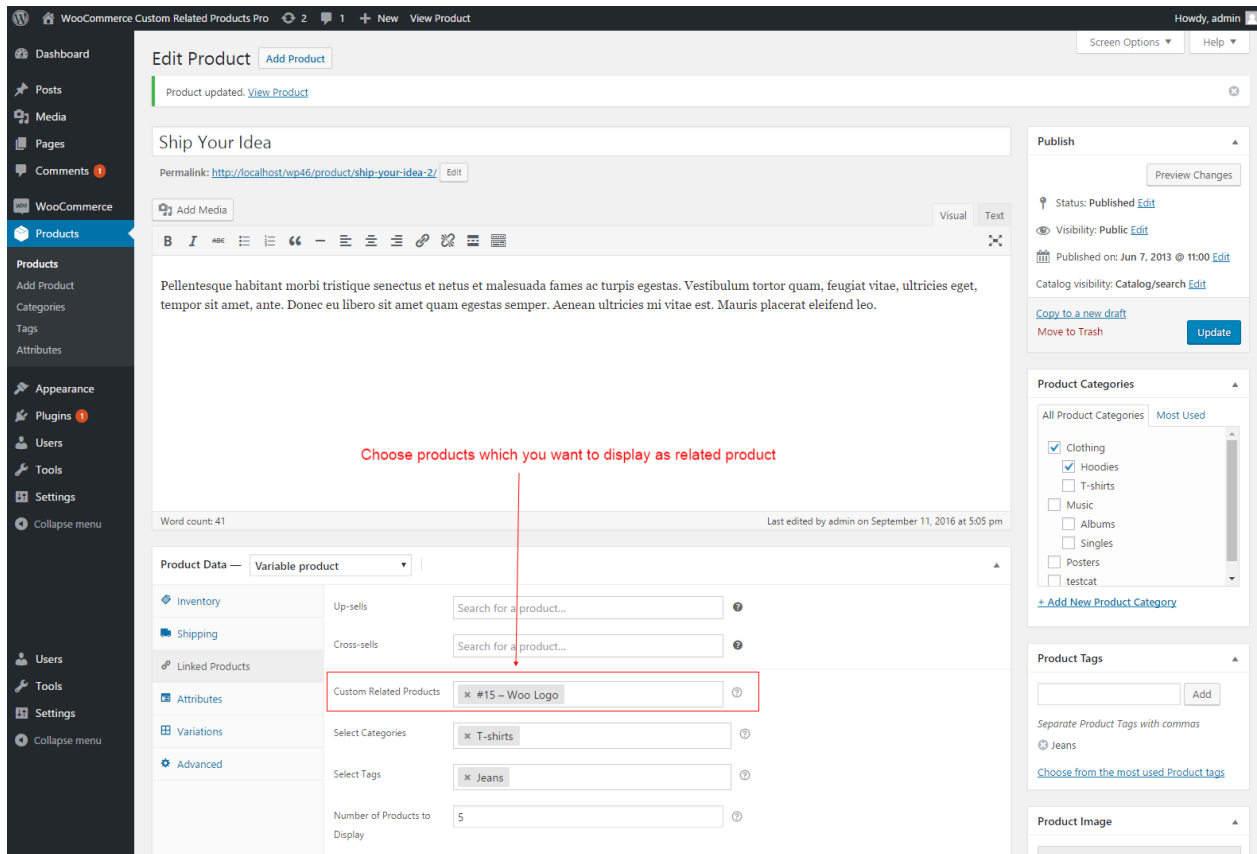 WooCommerce Custom Related Products Pro 2 1 + New View Product Howdy, admin
Screen Options ▼ Help ▼
Dashboard
Posts
Media
Pages
Comments 1
WooCommerce
Products
Products
Add Product
Categories
Tags
Attributes
Appearance
Plugins 1
Users
Tools
Settings
Collapse menu
Users
Tools
Settings
Collapse menu
Edit Product Add Product
Product updated. View Product
Ship Your Idea
Permalink: http://localhost/wp46/product/ship-your-idea-2/ Edit
Add Media
Visual Text
B I ABC
Pellentesque habitant morbi tristique senectus et netus et malesuada fames ac turpis egestas. Vestibulum tortor quam, feugiat vitae, ultricies eget,
tempor sit amet, ante. Donec eu libero sit amet quam egestas semper. Aenean ultricies mi vitae est. Mauris placerat eleifend leo.
Choose products which you want to display as related product
Word count: 41 Last edited by admin on September 11, 2016 at 5:05 pm
Product Data — Variable product
Inventory
Shipping
Linked Products
Attributes
Variations
Advanced
Up-sells Search for a product...
Cross-sells Search for a product...
Custom Related Products × #15 – Woo Logo
Select Categories × T-shirts
Select Tags × Jeans
Number of Products to 5
Display
Publish
Preview Changes
Status: Published Edit
Visibility: Public Edit
Published on: Jun 7, 2013 @ 11:00 Edit
Catalog visibility: Catalog/search Edit
Copy to a new draft
Move to Trash Update
Product Categories
All Product Categories Most Used
Clothing
Hoodies
T-shirts
Music
Albums
Singles
Posters
testcat
+ Add New Product Category
Product Tags
Add
Separate Product Tags with commas
Jeans
Choose from the most used Product tags
Product Image